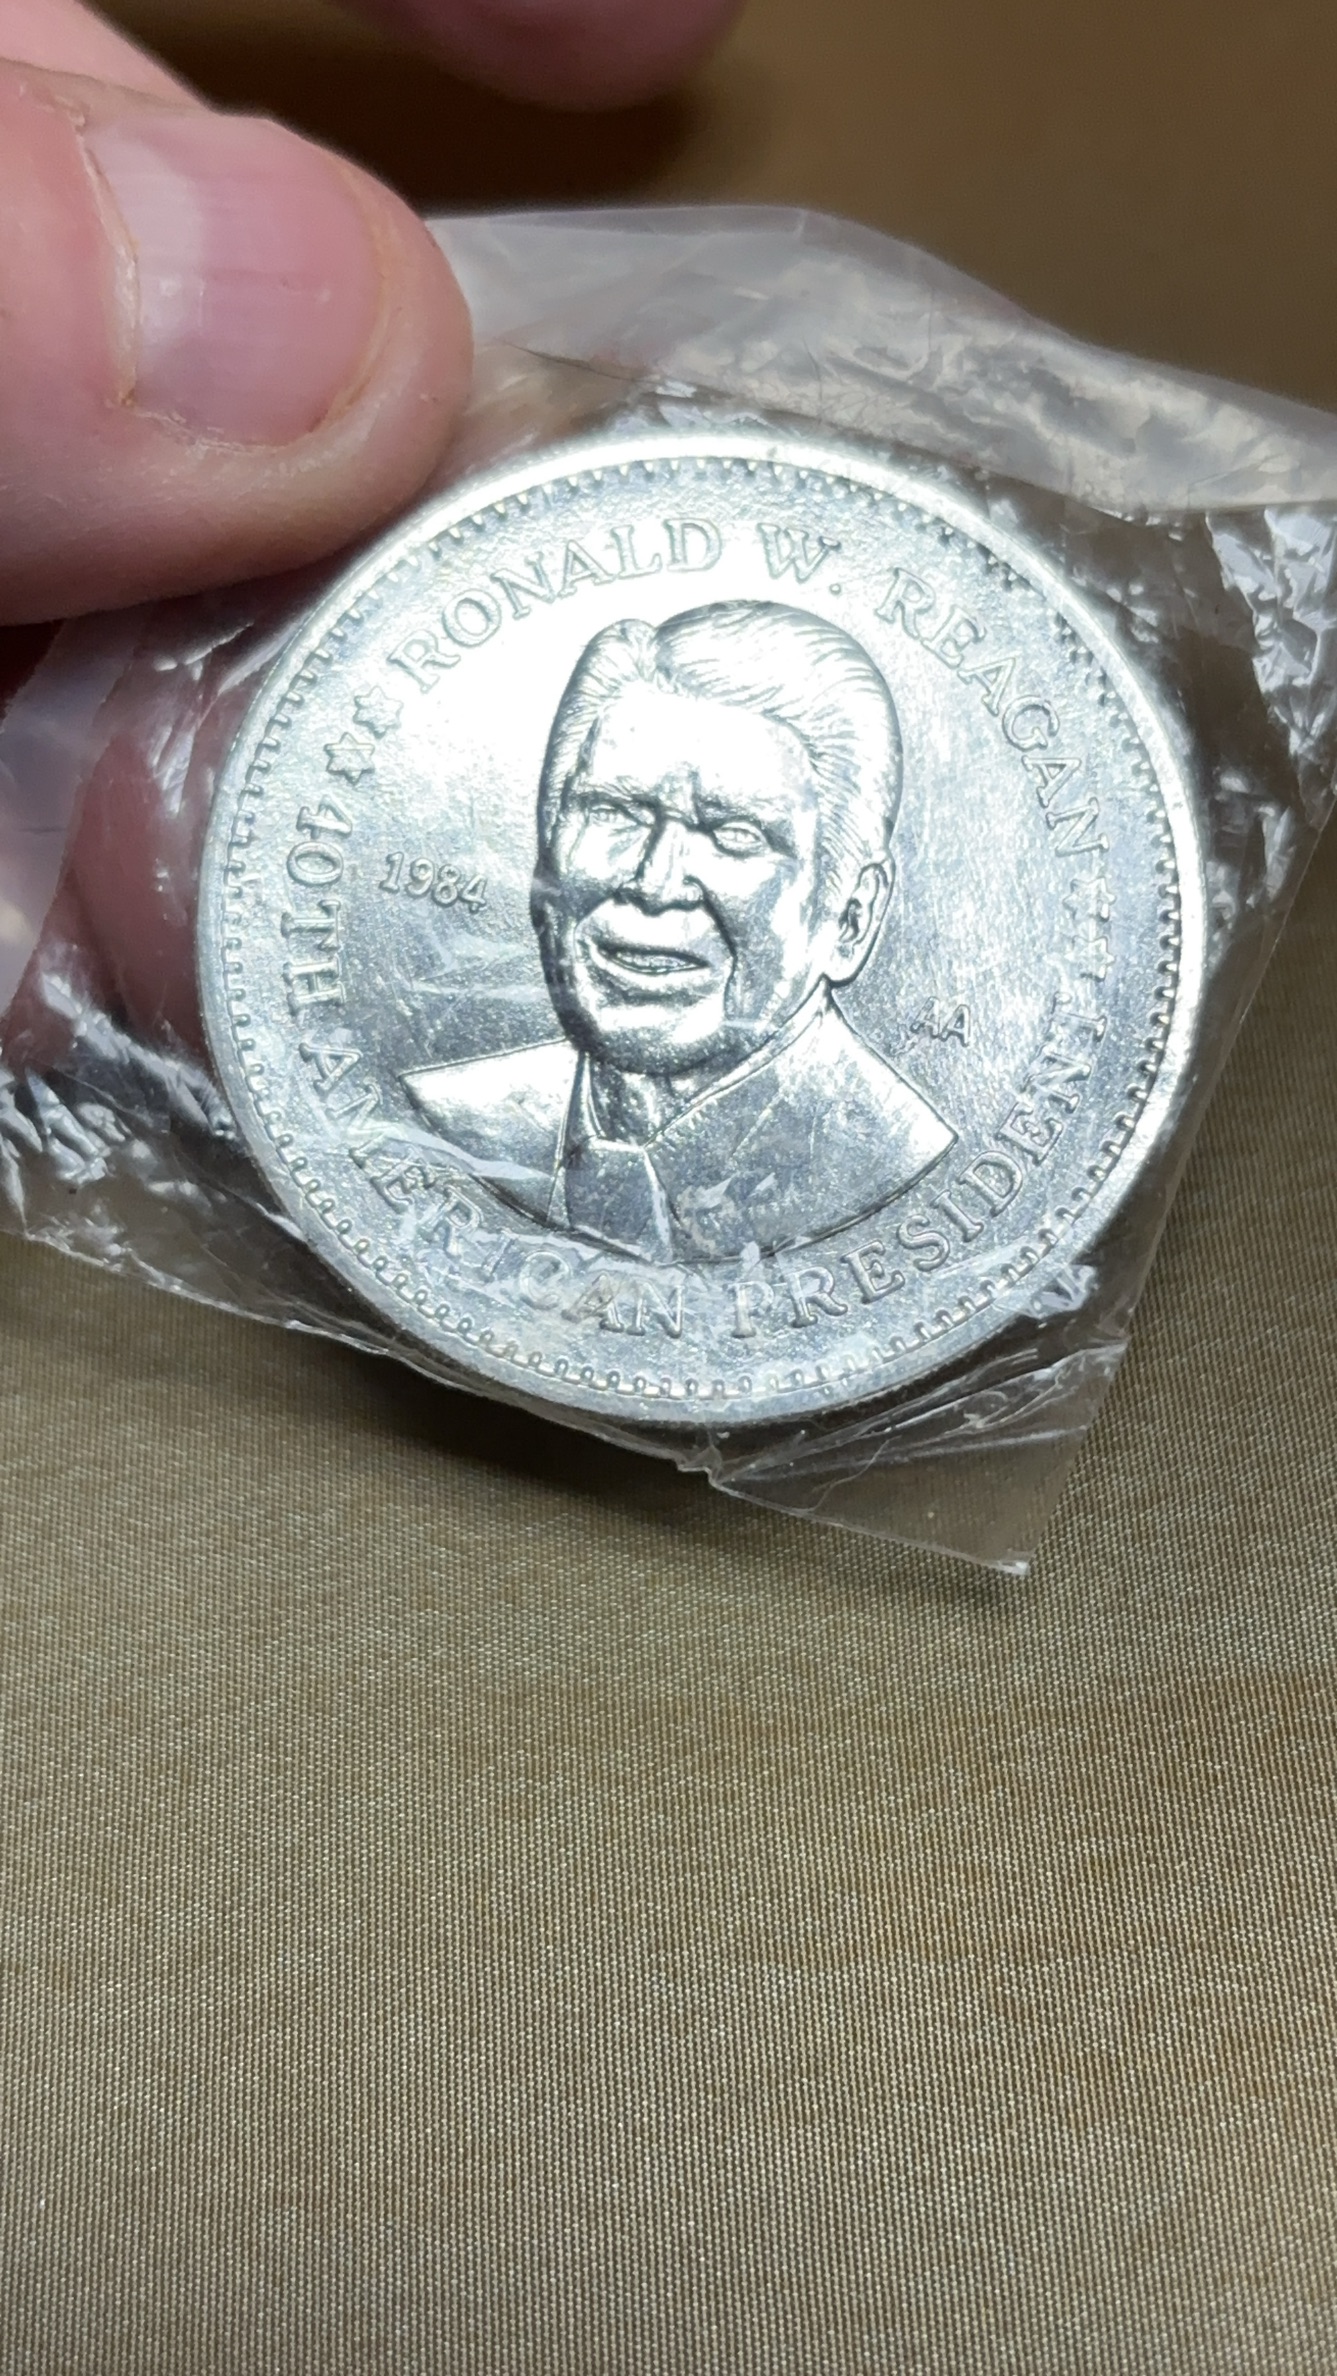 RONALD W. REAGAN
1984
AA
40TH AMERICAN PRESIDENT